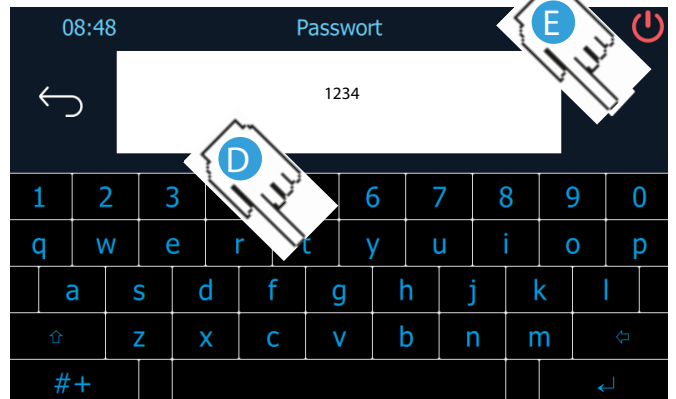 08:48 Passwort
E
1234
D
1 2 3 6 7 8 9 0
q w e r t y u i o p
a s d f g h j k l
z x c v b n m
#+